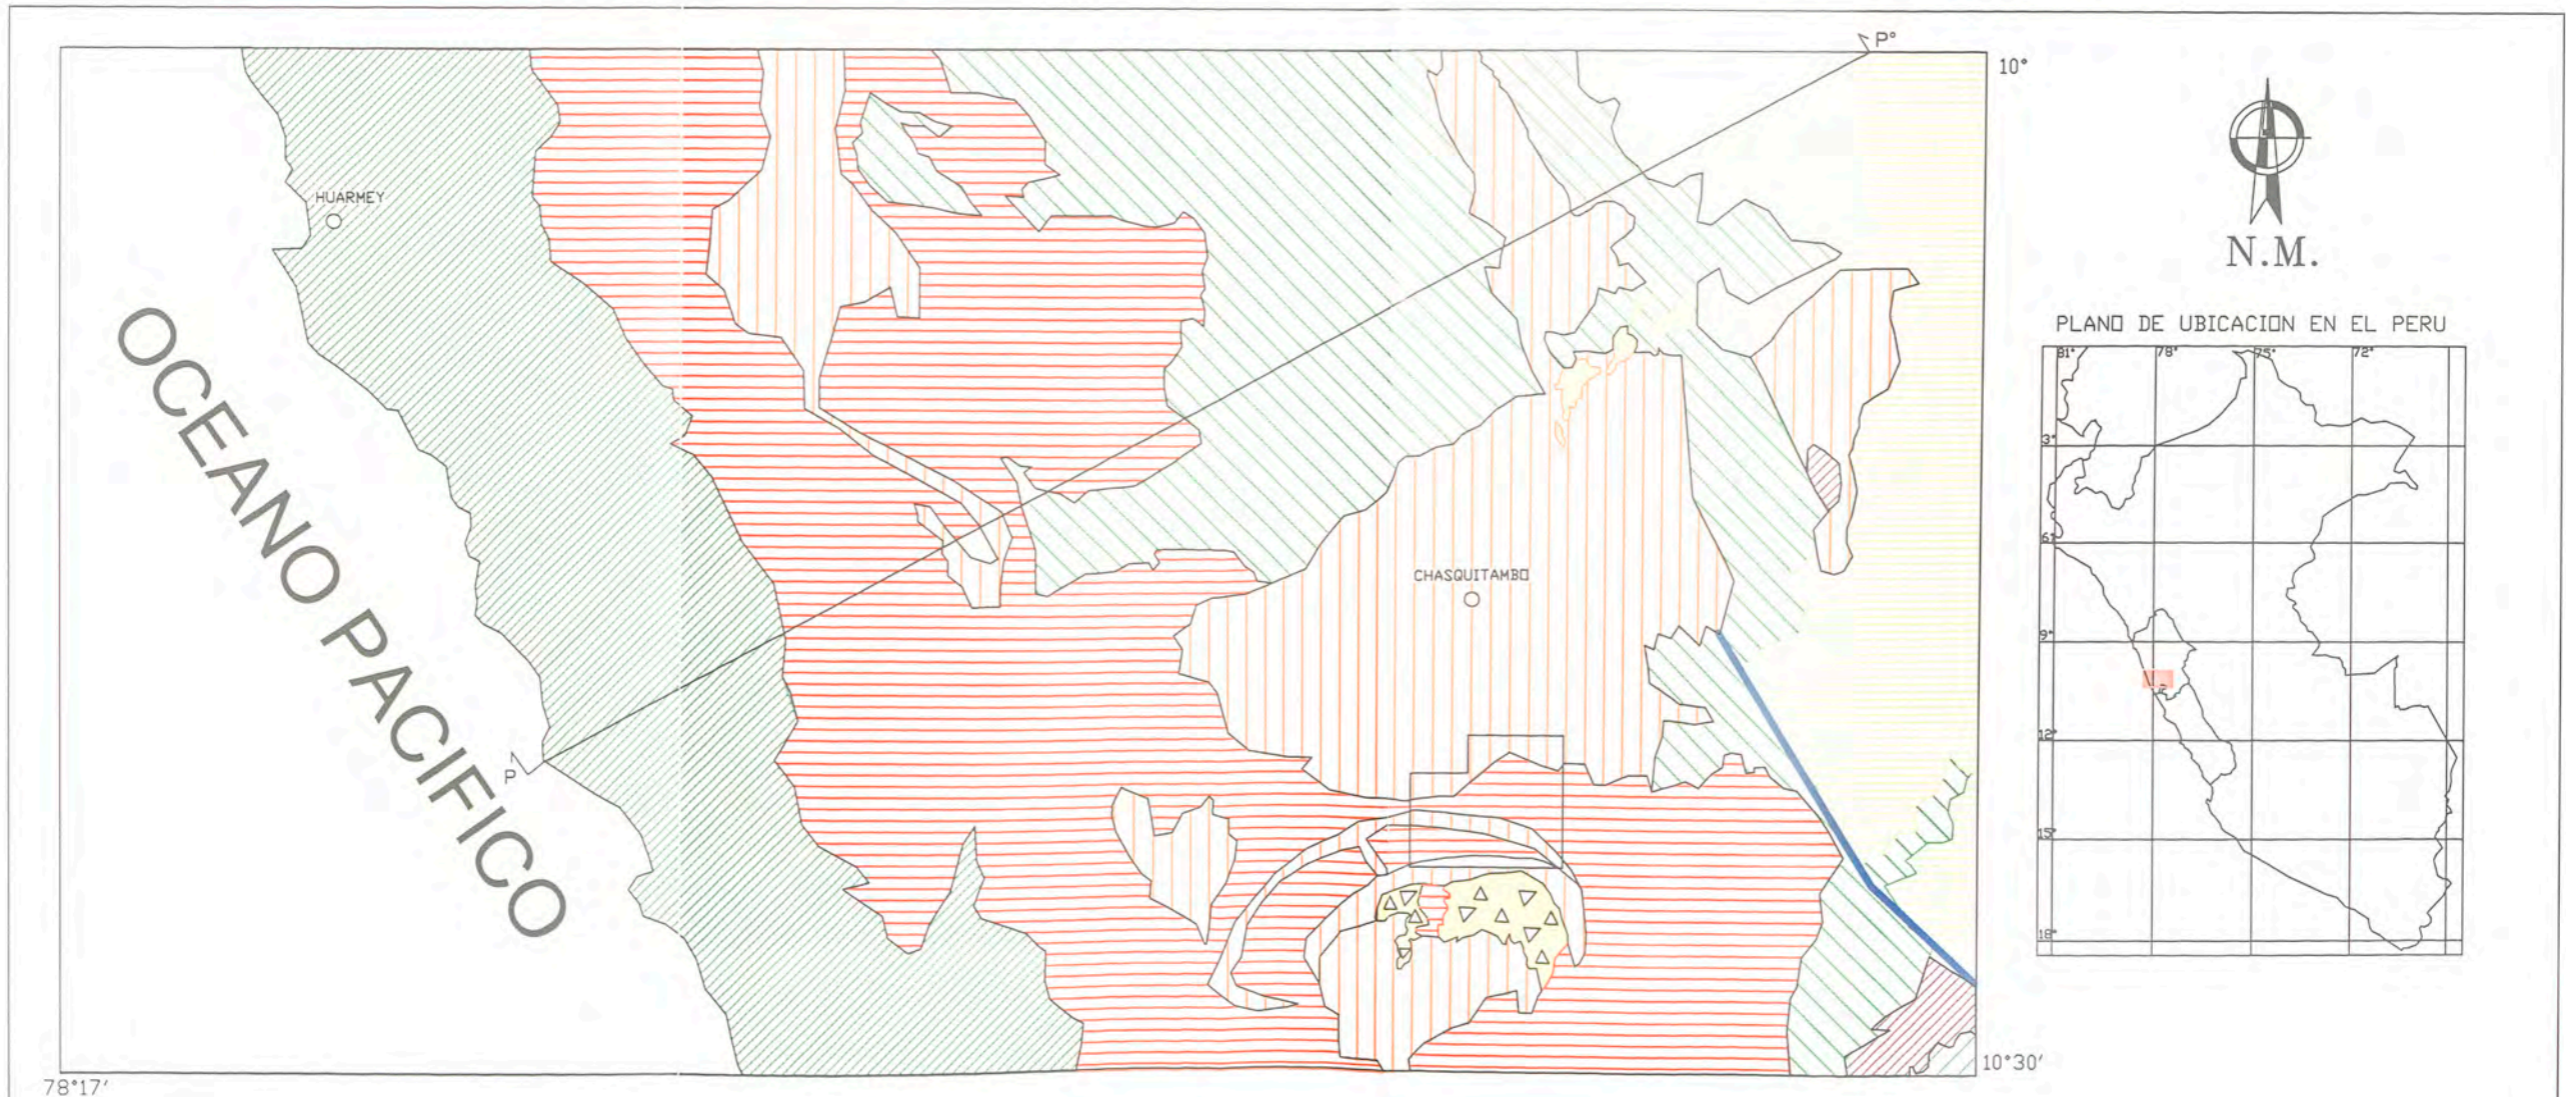 P°
10°
N.M.
HUARMEY
PLANO DE UBICACION EN EL PERU
81° 78° 75° 72°
3°
6°
9°
12°
15°
18°
OCEANO PACIFICO
CHASQUITAMBO
P
10°30'
78°17'